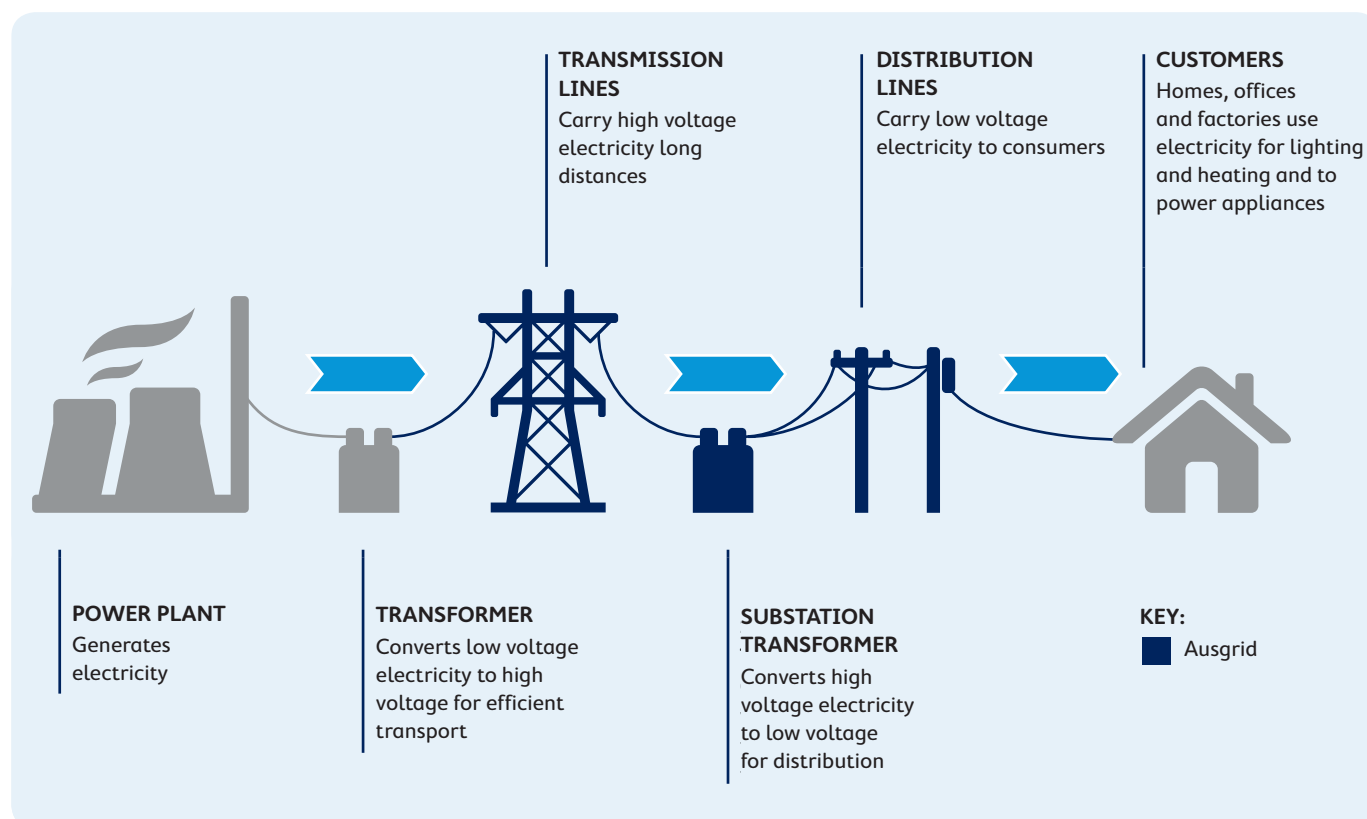 TRANSMISSION
LINES
Carry high voltage
electricity long
distances
DISTRIBUTION
LINES
Carry low voltage
electricity to consumers
CUSTOMERS
Homes, offices
and factories use
electricity for lighting
and heating and to
power appliances
POWER PLANT
Generates
electricity
TRANSFORMER
Converts low voltage
electricity to high
voltage for efficient
transport
SUBSTATION
TRANSFORMER
Converts high
voltage electricity
to low voltage
for distribution
KEY:
Ausgrid